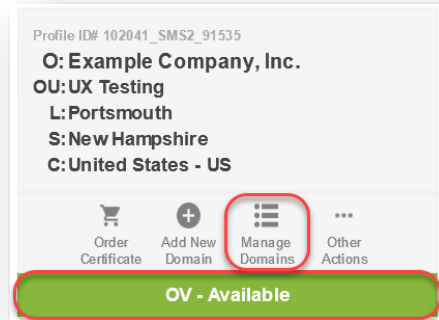 Profile ID# 102041_SMS2_91535
O: Example Company, Inc.
OU: UX Testing
L: Portsmouth
S: New Hampshire
C: United States - US
Order Certificate
Add New Domain
Manage Domains
Other Actions
OV - Available